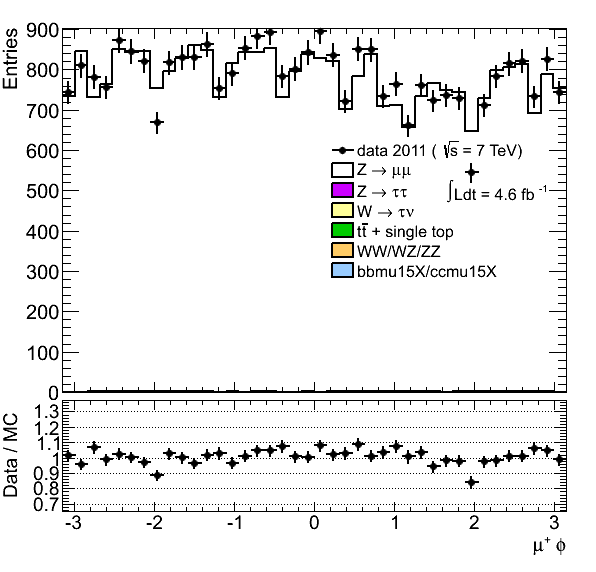 Entries
900
800
700
600
500
400
300
200
100
0
data 2011 ( √s = 7 TeV)
Z → μμ
∫Ldt = 4.6 fb⁻¹
Z → ττ
W → τν
tt̄ + single top
WW/WZ/ZZ
bbmu15X/ccmu15X
Data / MC
1.3
1.2
1.1
1
0.9
0.8
0.7
-3 -2 -1 0 1 2 3
μ⁺ ϕ